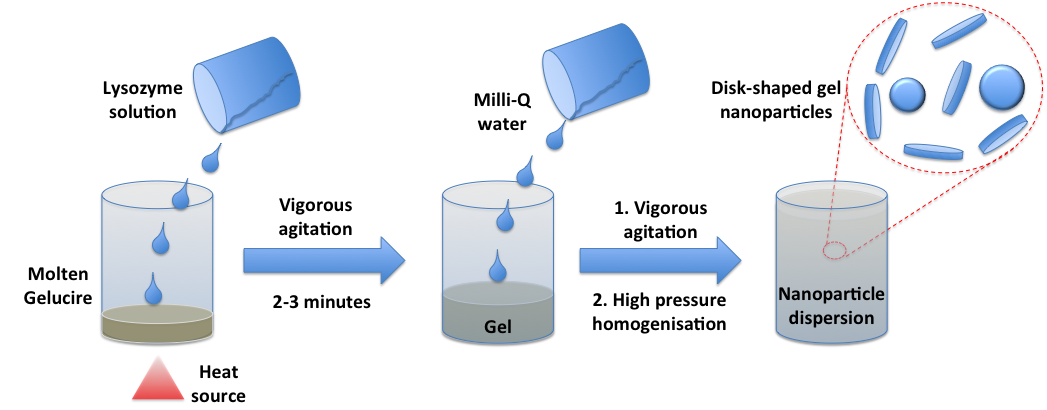 Lysozyme
solution
Molten
Gelucire
Heat
source
Vigorous
agitation
2-3 minutes
Milli-Q
water
Gel
1. Vigorous
agitation
2. High pressure
homogenisation
Disk-shaped gel
nanoparticles
Nanoparticle
dispersion